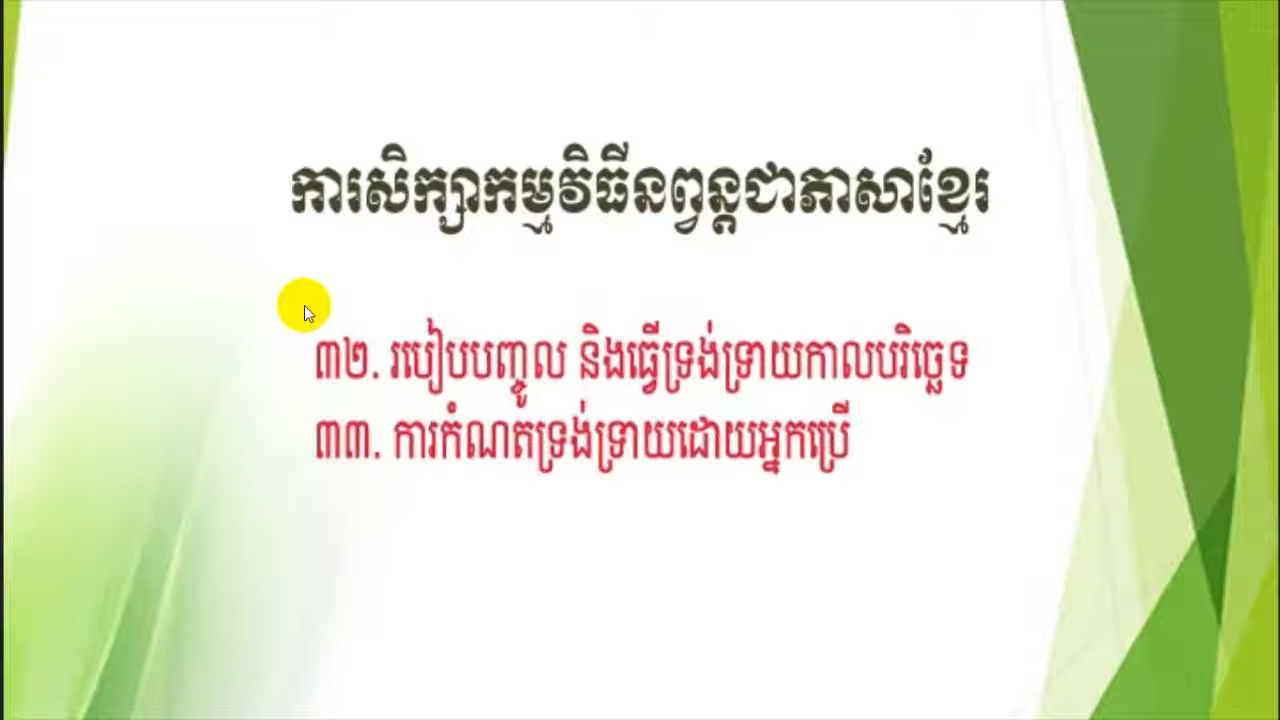 ការសិក្សាកម្មវិធីនព្វន្តជាភាសាខ្មែរ
៣២. របៀបបញ្ចូល និងធ្វើទ្រង់ទ្រាយកាលបរិច្ឆេទ
៣៣. ការកំណត់ទ្រង់ទ្រាយដោយអ្នកប្រើ